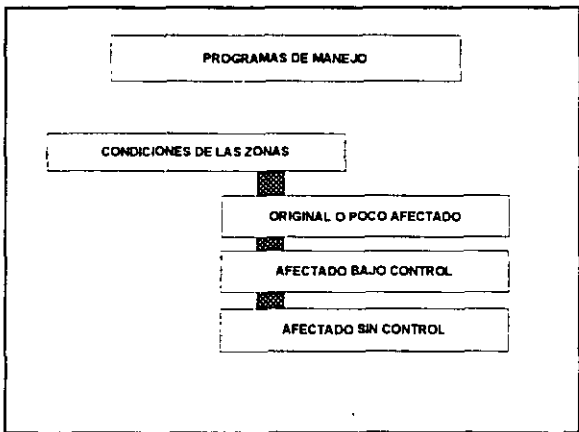 PROGRAMAS DE MANEJO
CONDICIONES DE LAS ZONAS
ORIGINAL O POCO AFECTADO
AFECTADO BAJO CONTROL
AFECTADO SIN CONTROL